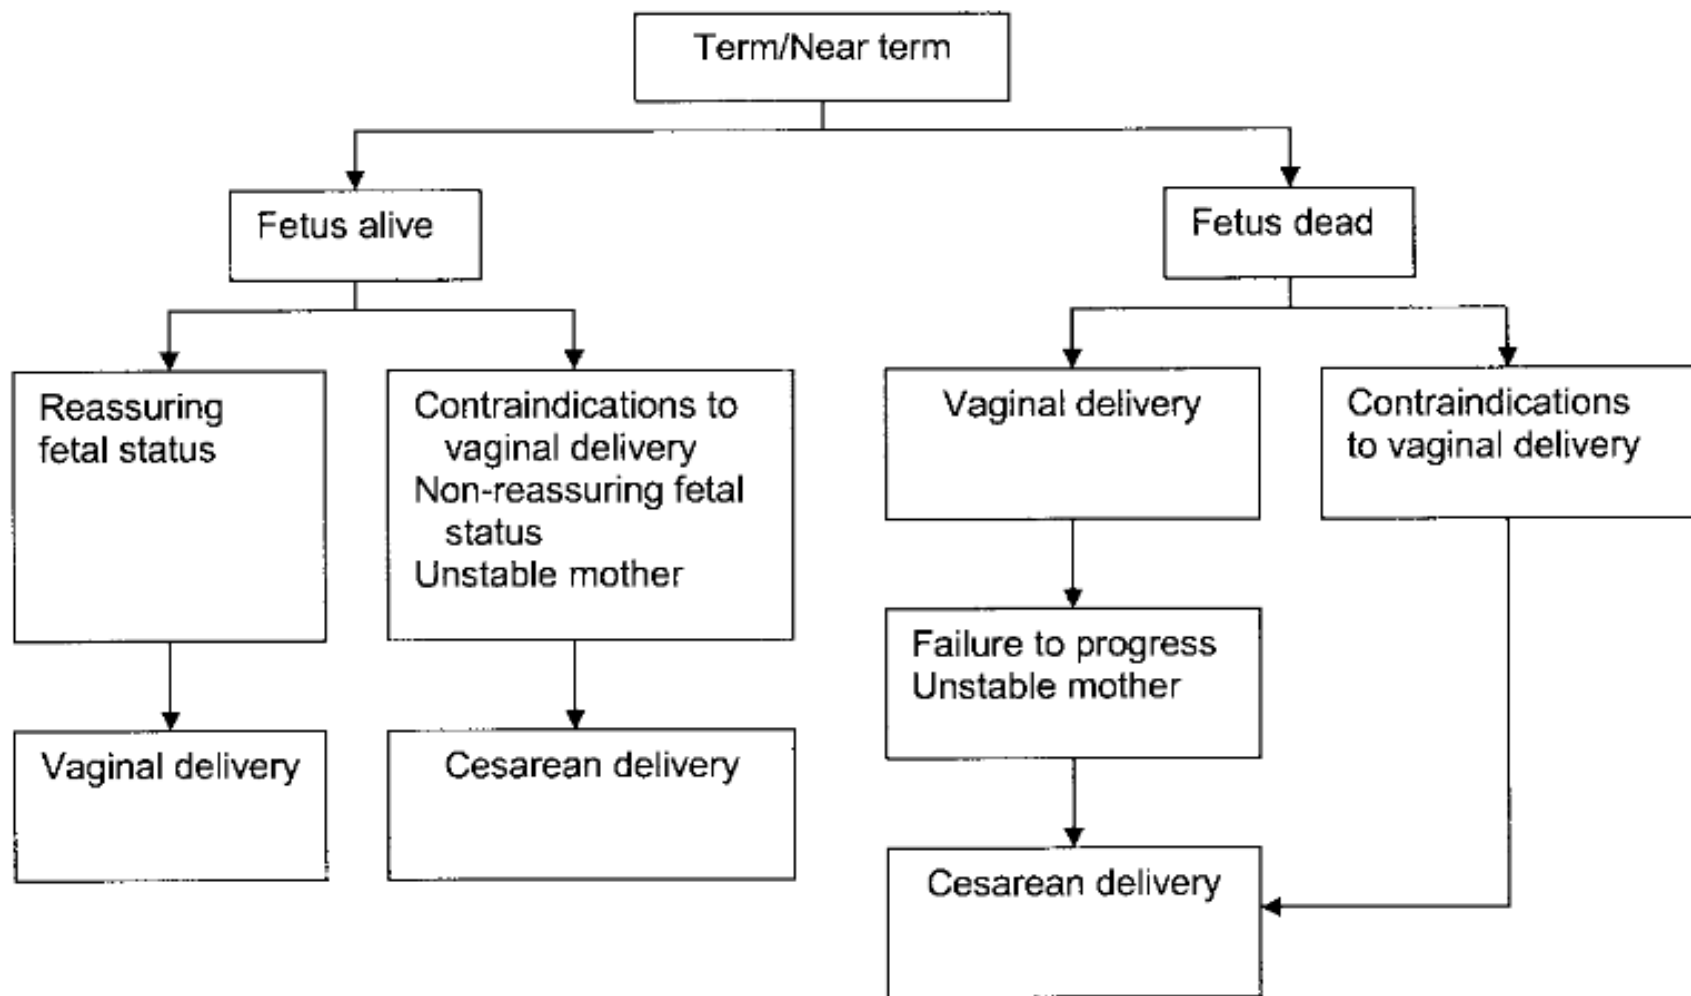 Term/Near term
Fetus alive
Fetus dead
Reassuring
fetal status
Contraindications to
vaginal delivery
Non-reassuring fetal
status
Unstable mother
Vaginal delivery
Contraindications
to vaginal delivery
Failure to progress
Unstable mother
Vaginal delivery
Cesarean delivery
Cesarean delivery